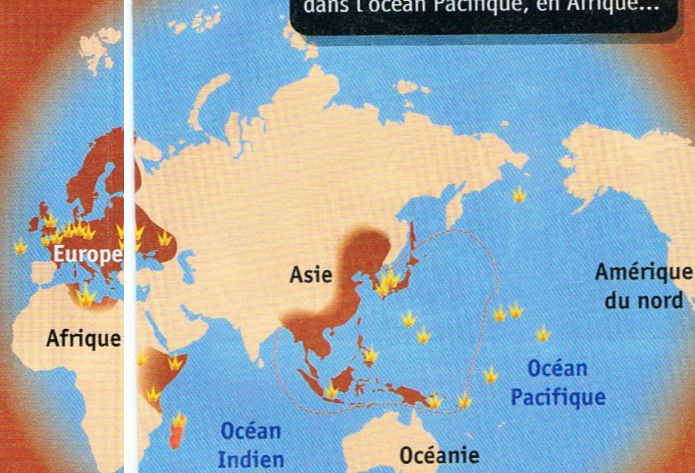 dans l'océan Pacifique, en Afrique...
Europe
Asie
Amérique
du nord
Afrique
Océan
Pacifique
Océan
Indien
Océanie